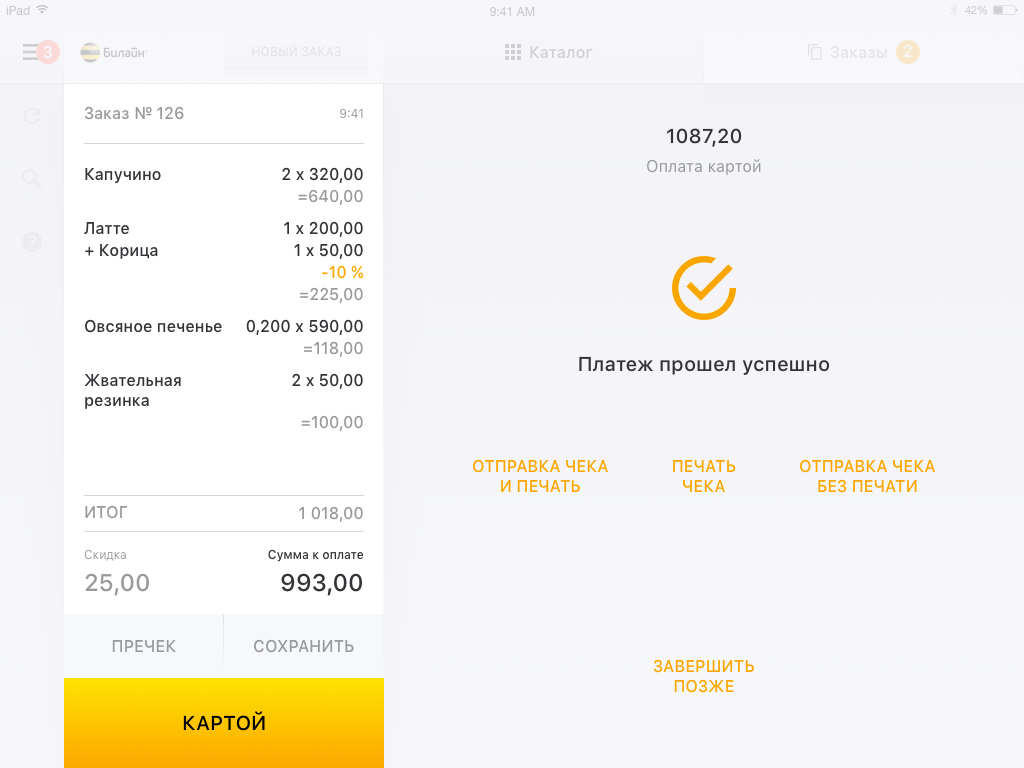 iPad 9:41 AM 42%
3 Билайн НОВЫЙ ЗАКАЗ Каталог Заказы 2
Заказ № 126 9:41
Капучино 2 x 320,00
=640,00
Латте 1 x 200,00
+ Корица 1 x 50,00
-10 %
=225,00
Овсяное печенье 0,200 x 590,00
=118,00
Жвательная 2 x 50,00
резинка
=100,00
ИТОГ 1 018,00
Скидка Сумма к оплате
25,00 993,00
ПРЕЧЕК СОХРАНИТЬ
КАРТОЙ
1087,20
Оплата картой
Платеж прошел успешно
ОТПРАВКА ЧЕКА
И ПЕЧАТЬ
ПЕЧАТЬ
ЧЕКА
ОТПРАВКА ЧЕКА
БЕЗ ПЕЧАТИ
ЗАВЕРШИТЬ
ПОЗЖЕ